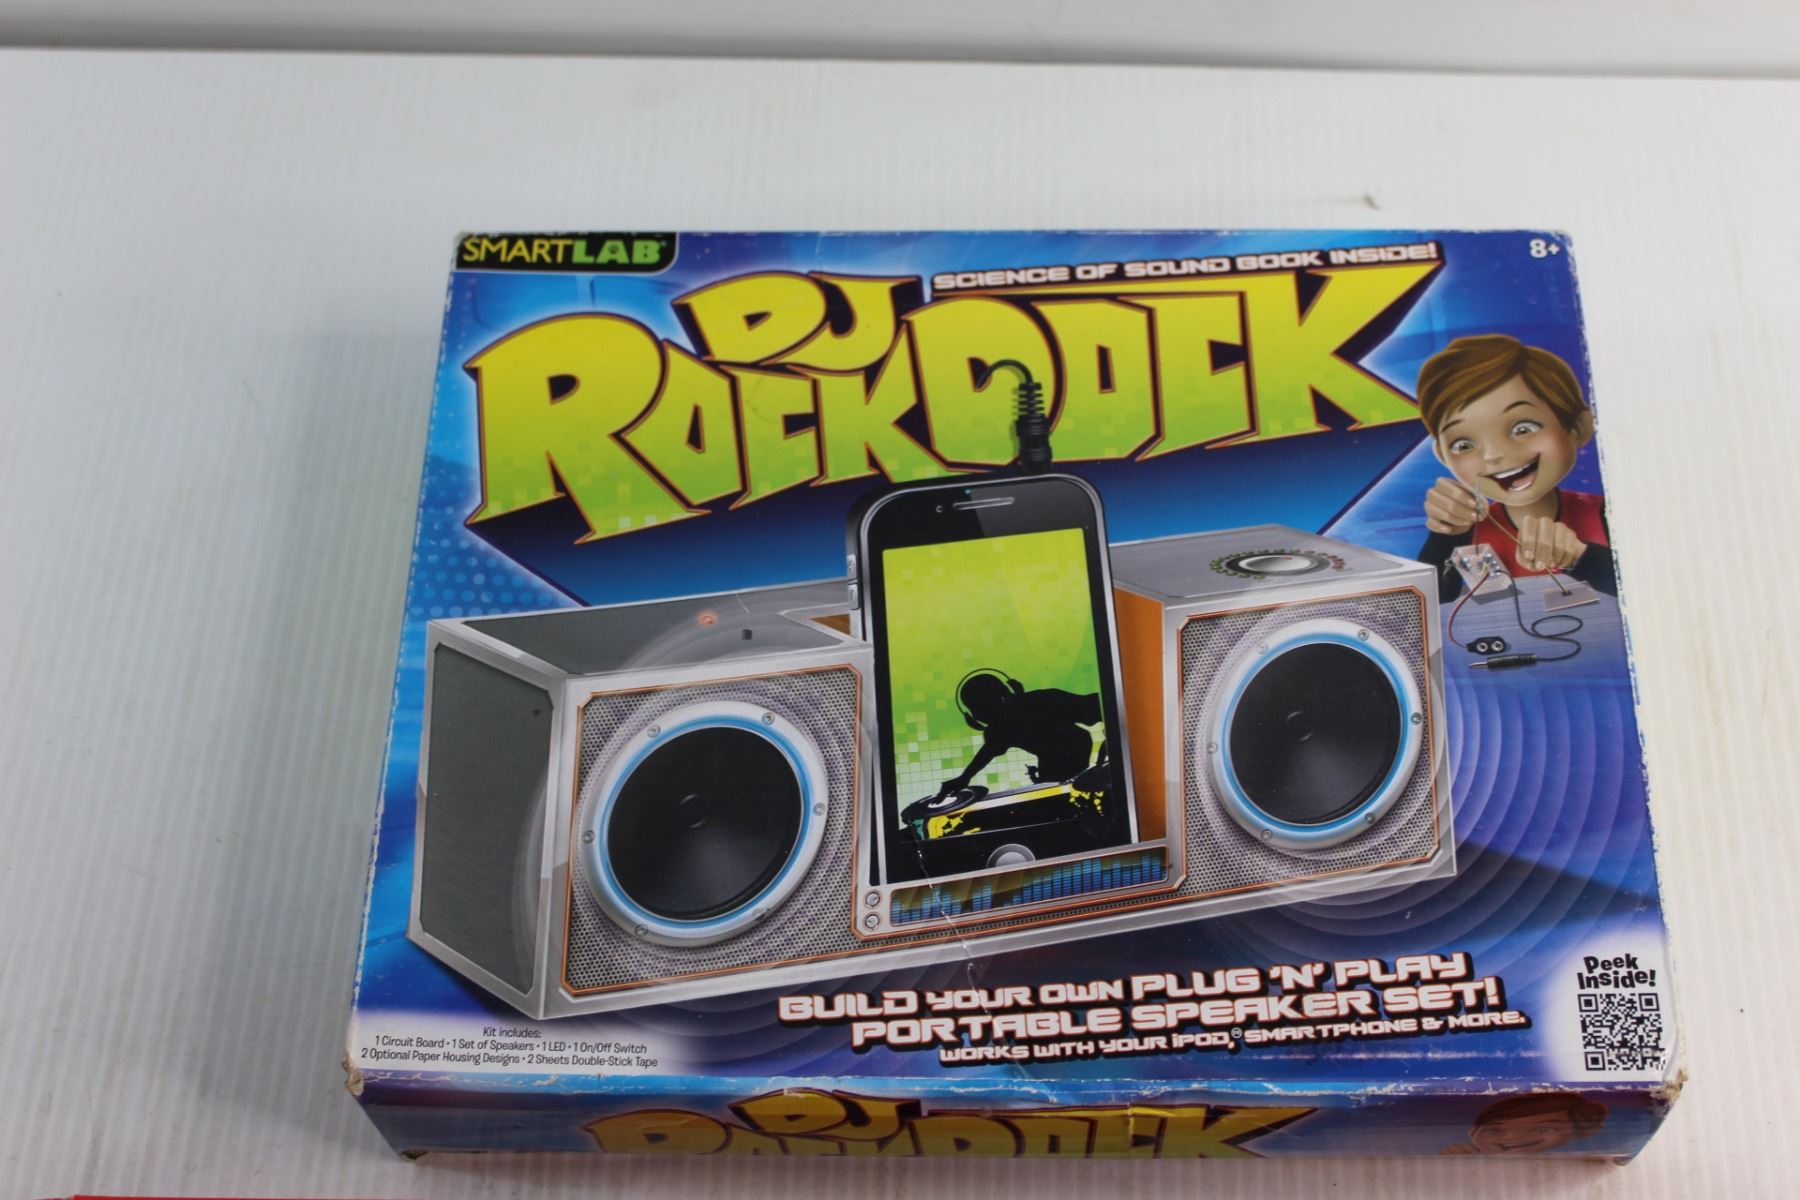 SMARTLAB®
SCIENCE OF SOUND BOOK INSIDE!
8+
DJ
ROCKDOCK
BUILD YOUR OWN PLUG 'N' PLAY
PORTABLE SPEAKER SET!
WORKS WITH YOUR iPOD,® SMARTPHONE & MORE.
Peek
Inside!
Kit includes:
1 Circuit Board • 1 Set of Speakers • 1 LED • 1 On/Off Switch
2 Optional Paper Housing Designs • 2 Sheets Double-Stick Tape
DJ
ROCKDOCK